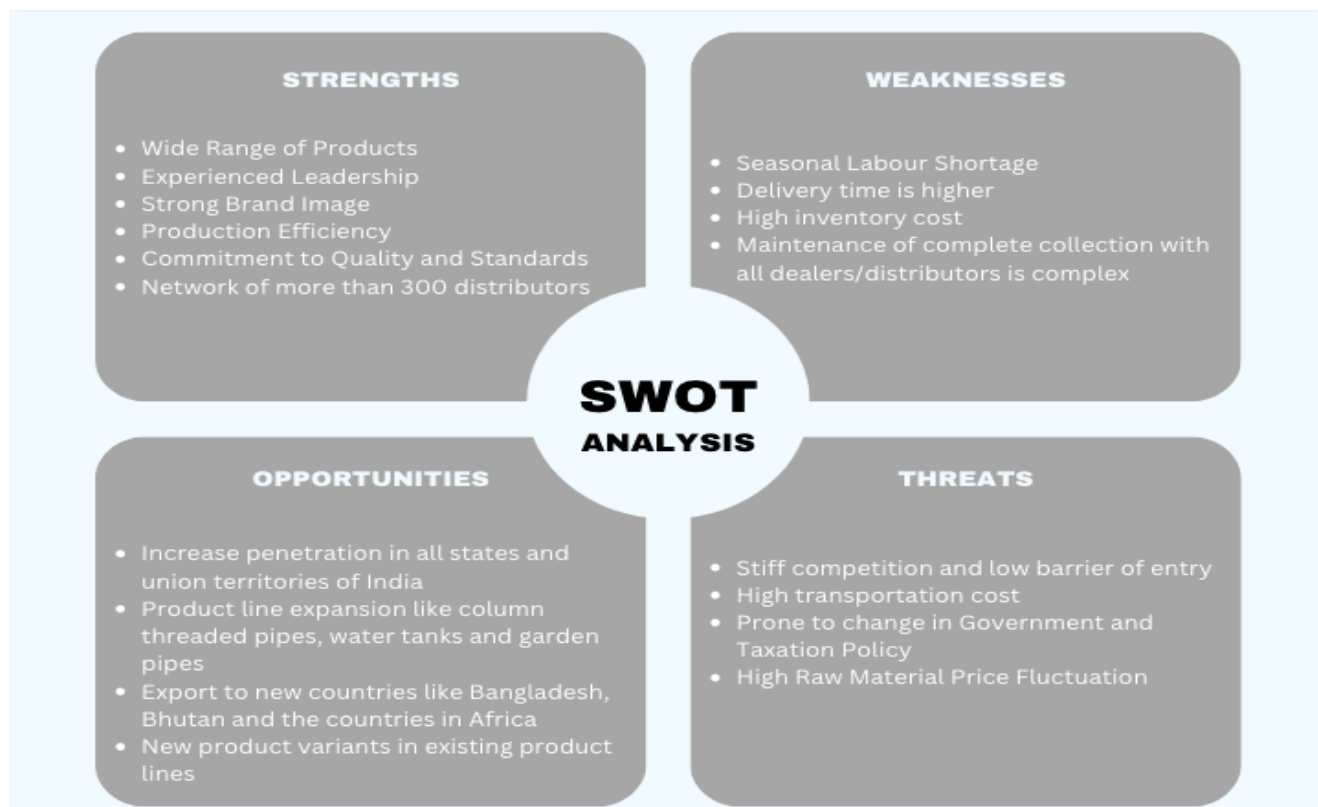 STRENGTHS
• Wide Range of Products
• Experienced Leadership
• Strong Brand Image
• Production Efficiency
• Commitment to Quality and Standards
• Network of more than 300 distributors
WEAKNESSES
• Seasonal Labour Shortage
• Delivery time is higher
• High inventory cost
• Maintenance of complete collection with
all dealers/distributors is complex
SWOT
ANALYSIS
OPPORTUNITIES
• Increase penetration in all states and
union territories of India
• Product line expansion like column
threaded pipes, water tanks and garden
pipes
• Export to new countries like Bangladesh,
Bhutan and the countries in Africa
• New product variants in existing product
lines
THREATS
• Stiff competition and low barrier of entry
• High transportation cost
• Prone to change in Government and
Taxation Policy
• High Raw Material Price Fluctuation